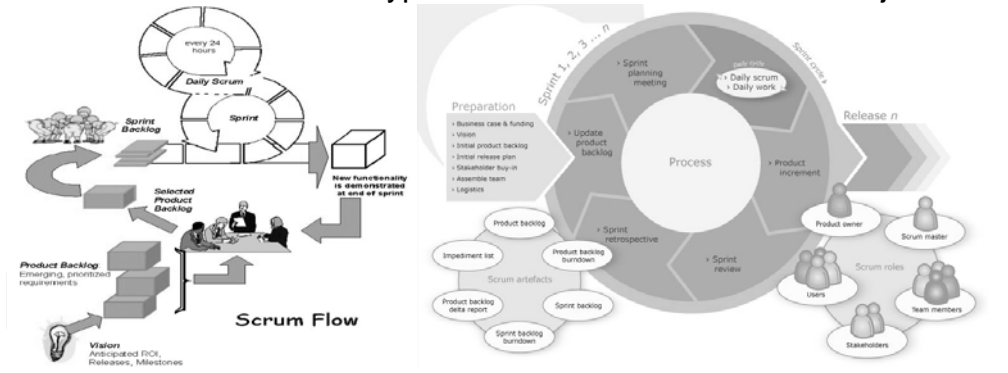 every 24
hours
Daily Scrum
Sprint
Sprint
Backlog
New functionality
is demonstrated
at end of sprint
Selected
Product
Backlog
Product Backlog
Emerging, prioritized
requirements
Scrum Flow
Vision
Anticipated ROI,
Releases, Milestones
Preparation
› Business case & funding
› Vision
› Initial product backlog
› Initial release plan
› Stakeholder buy-in
› Assemble team
› Logistics
Sprint 1, 2, 3 ... n
› Sprint
planning
meeting
Daily cycle
› Daily scrum
› Daily work
Sprint cycle
› Update
product
backlog
Process
› Product
increment
› Sprint
retrospective
› Sprint
review
Release n
Product backlog
Impediment list
Product backlog
burndown
Scrum artefacts
Product backlog
delta report
Sprint backlog
Sprint backlog
burndown
Product owner
Scrum master
Scrum roles
Users
Team members
Stakeholders